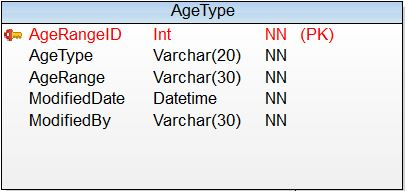 AgeType
AgeRangeID Int NN (PK)
AgeType Varchar(20) NN
AgeRange Varchar(30) NN
ModifiedDate Datetime NN
ModifiedBy Varchar(30) NN